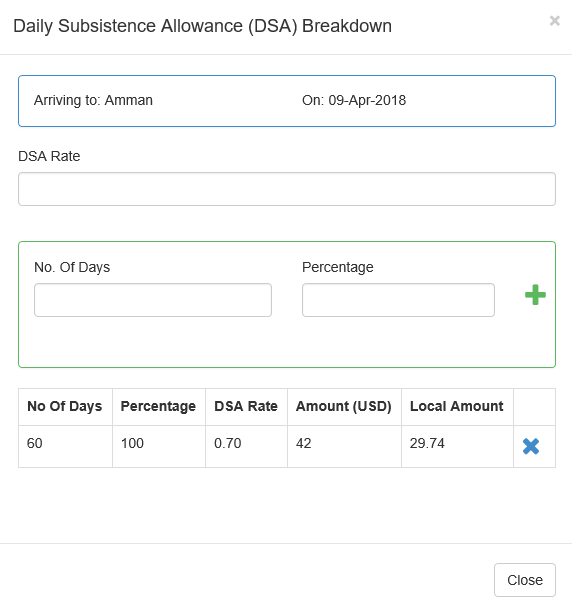 Daily Subsistence Allowance (DSA) Breakdown ×
Arriving to: Amman On: 09-Apr-2018
DSA Rate
No. Of Days Percentage
No Of Days Percentage DSA Rate Amount (USD) Local Amount
60 100 0.70 42 29.74
Close